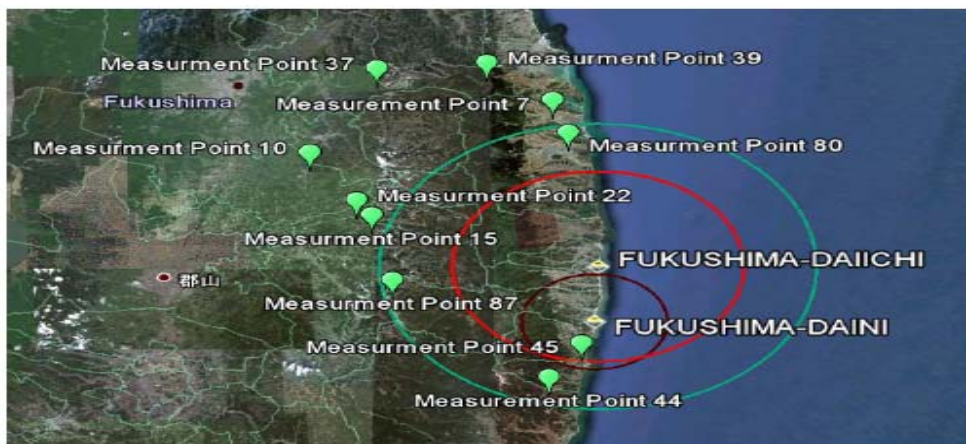 Measurment Point 37
Measurment Point 39
Fukushima
Measurement Point 7
Measurment Point 10
Measurment Point 80
Measurment Point 22
Measurment Point 15
FUKUSHIMA-DAIICHI
郡山
Measurment Point 87
FUKUSHIMA-DAINI
Measurment Point 45
Measurement Point 44